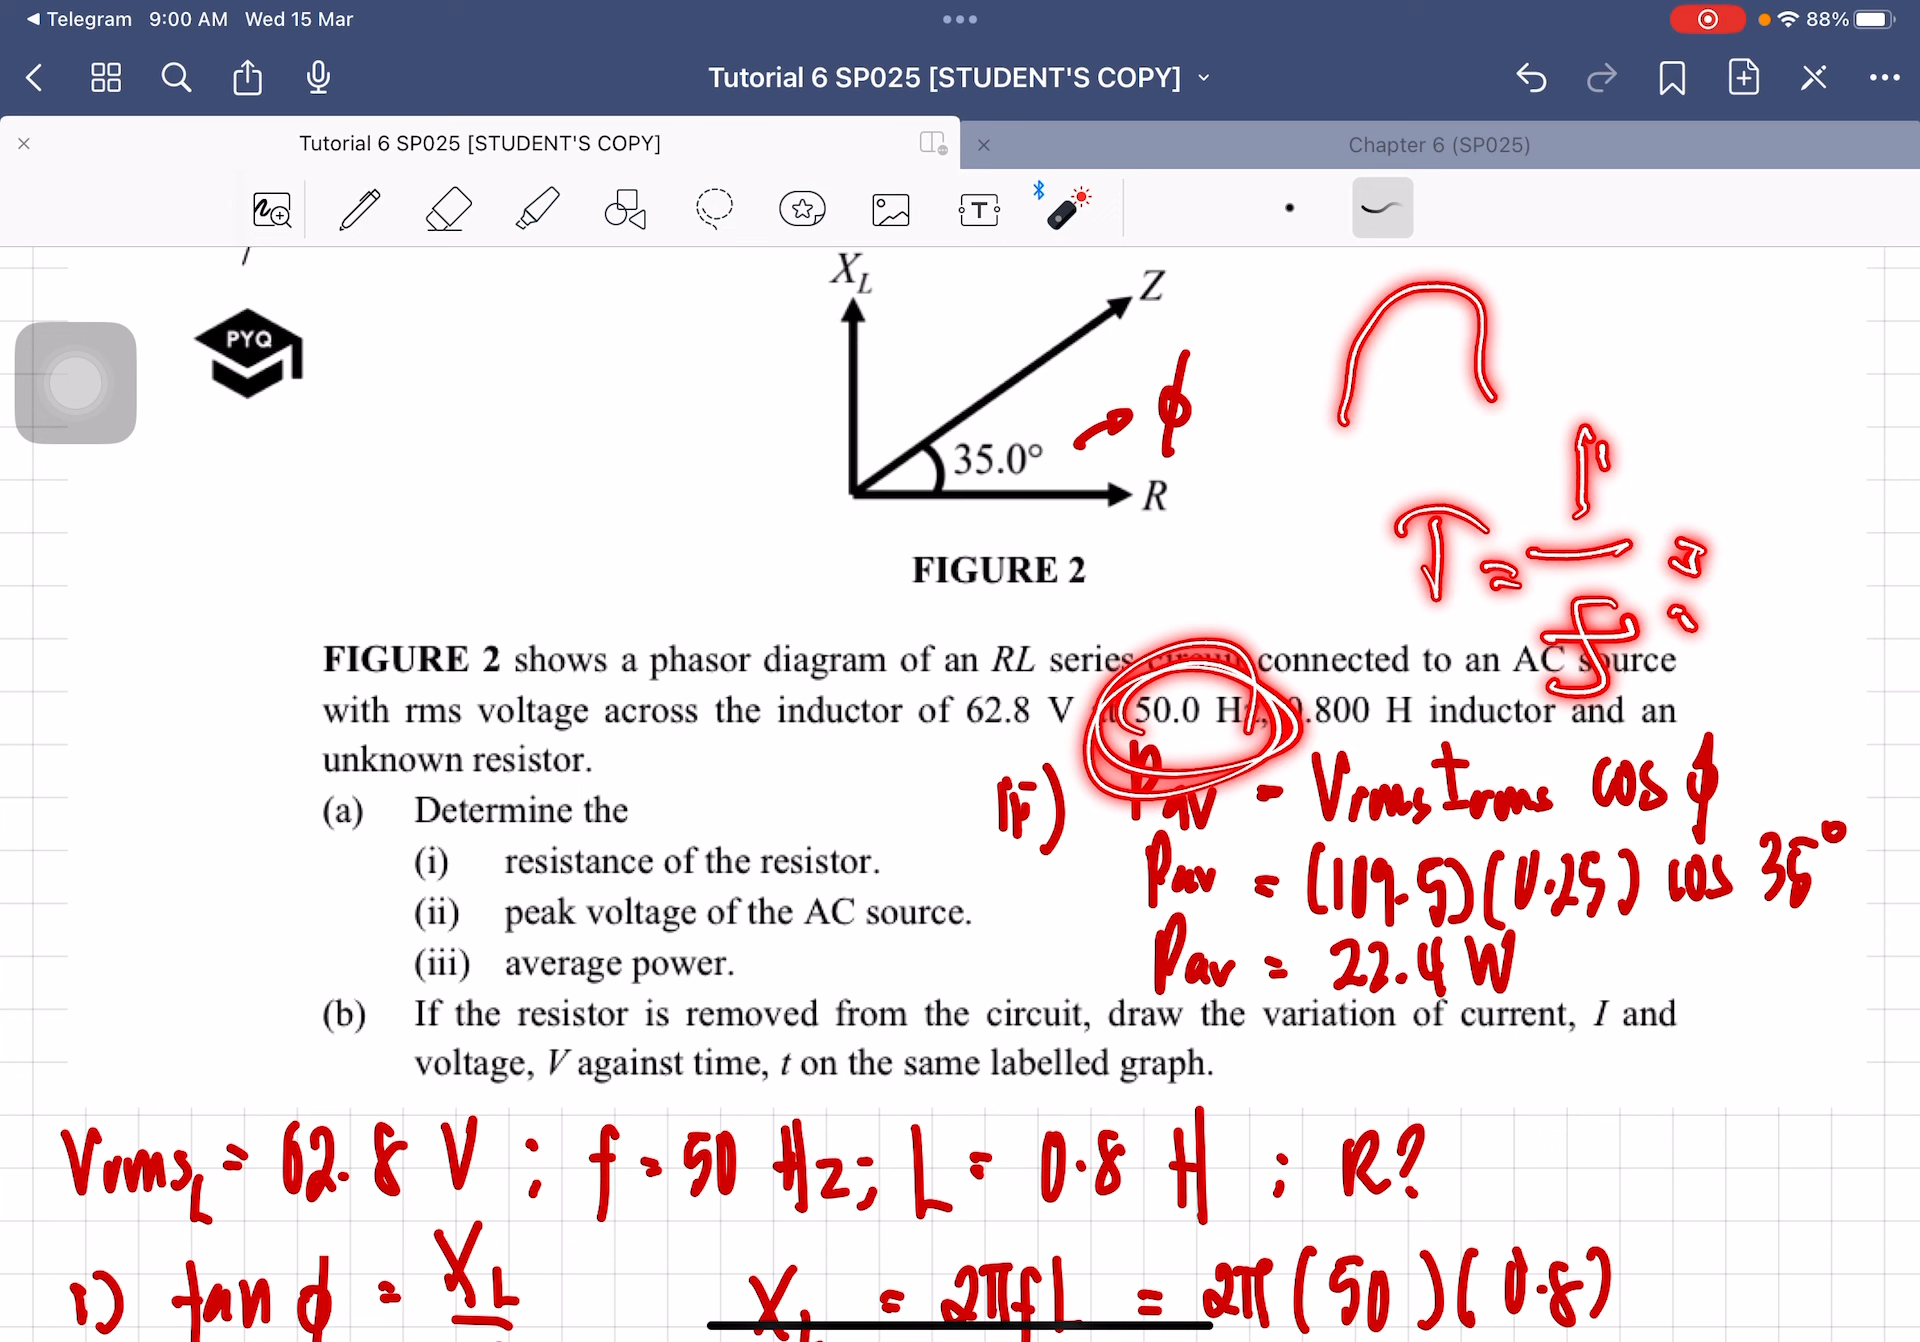 Telegram 9:00 AM Wed 15 Mar
88%
Tutorial 6 SP025 [STUDENT'S COPY]
Tutorial 6 SP025 [STUDENT'S COPY]
Chapter 6 (SP025)
T
PYQ
X_L
Z
35.0°
R
ϕ
T = 1/f
FIGURE 2
FIGURE 2 shows a phasor diagram of an RL series circuit connected to an AC source
with rms voltage across the inductor of 62.8 V at 50.0 Hz, 0.800 H inductor and an
unknown resistor.
(a) Determine the
(i) resistance of the resistor.
(ii) peak voltage of the AC source.
(iii) average power.
Pav = Vrms Irms cos ϕ
Pav = (109.5)(0.25) cos 35°
Pav = 22.4 W
(b) If the resistor is removed from the circuit, draw the variation of current, I and
voltage, V against time, t on the same labelled graph.
Vrms_L = 62.8 V ; f = 50 Hz; L = 0.8 H ; R?
i) tan ϕ = X_L
X_L = 2πfL = 2π(50)(0.8)